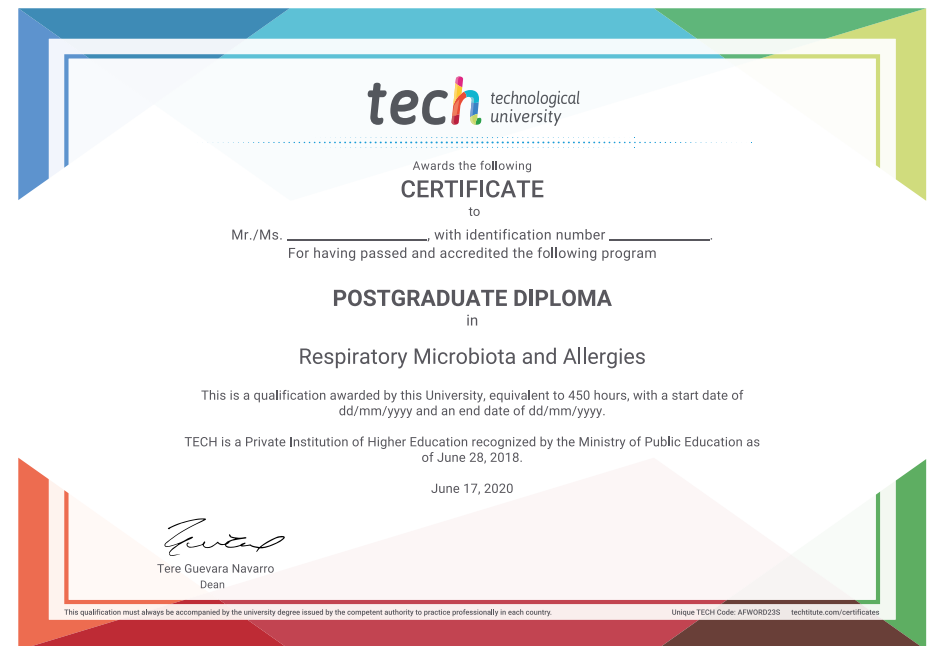 tech technological
university
Awards the following
CERTIFICATE
to
Mr./Ms. ____________________, with identification number ______________.
For having passed and accredited the following program
POSTGRADUATE DIPLOMA
in
Respiratory Microbiota and Allergies
This is a qualification awarded by this University, equivalent to 450 hours, with a start date of
dd/mm/yyyy and an end date of dd/mm/yyyy.
TECH is a Private Institution of Higher Education recognized by the Ministry of Public Education as
of June 28, 2018.
June 17, 2020
Tere Guevara Navarro
Dean
This qualification must always be accompanied by the university degree issued by the competent authority to practice professionally in each country.
Unique TECH Code: AFWORD23S techtitute.com/certificates